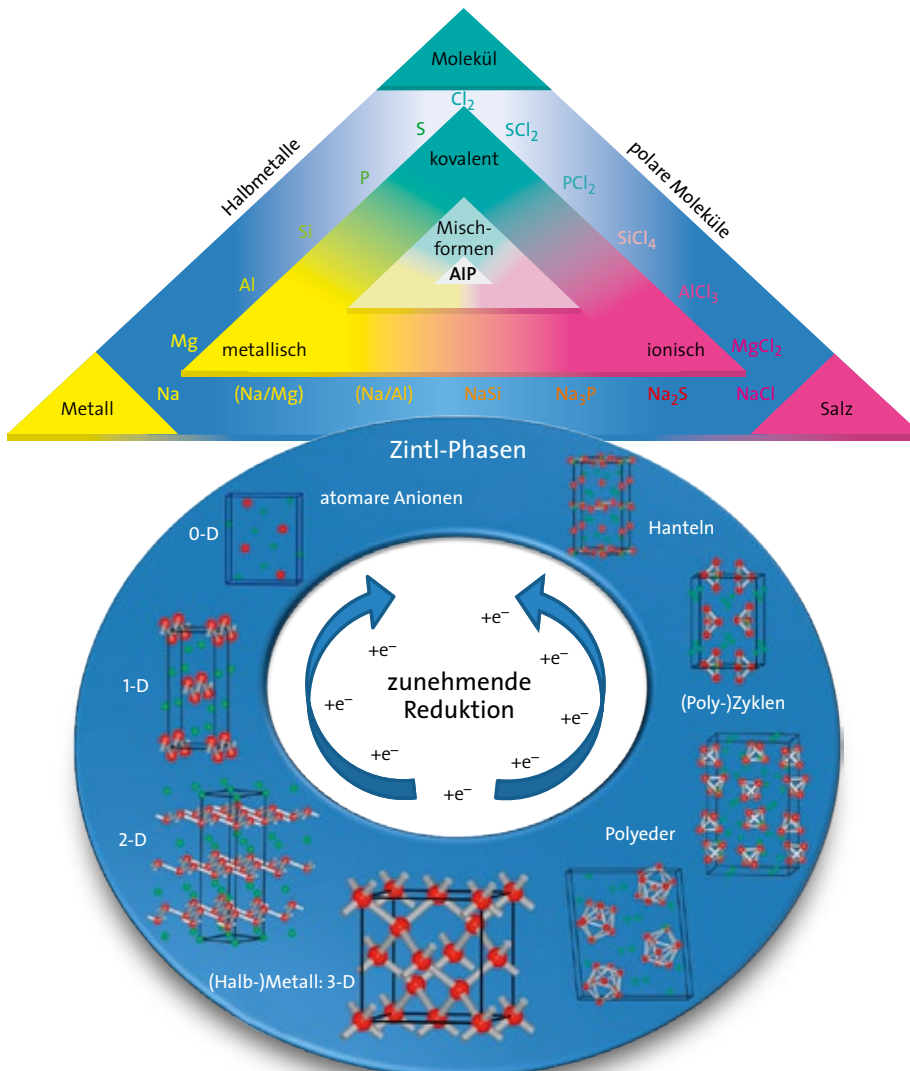 Molekül
Cl₂
S
SCl₂
kovalent
Halbmetalle
polare Moleküle
P
PCl₂
Si
Misch-
formen
SiCl₄
AlP
Al
AlCl₃
Mg
metallisch
ionisch
MgCl₂
Metall
Na
(Na/Mg)
(Na/Al)
NaSi
Na₃P
Na₂S
NaCl
Salz
Zintl-Phasen
atomare Anionen
0-D
Hanteln
+e⁻
+e⁻
+e⁻
1-D
zunehmende
Reduktion
(Poly-)Zyklen
+e⁻
+e⁻
+e⁻
+e⁻
+e⁻
2-D
Polyeder
(Halb-)Metall: 3-D